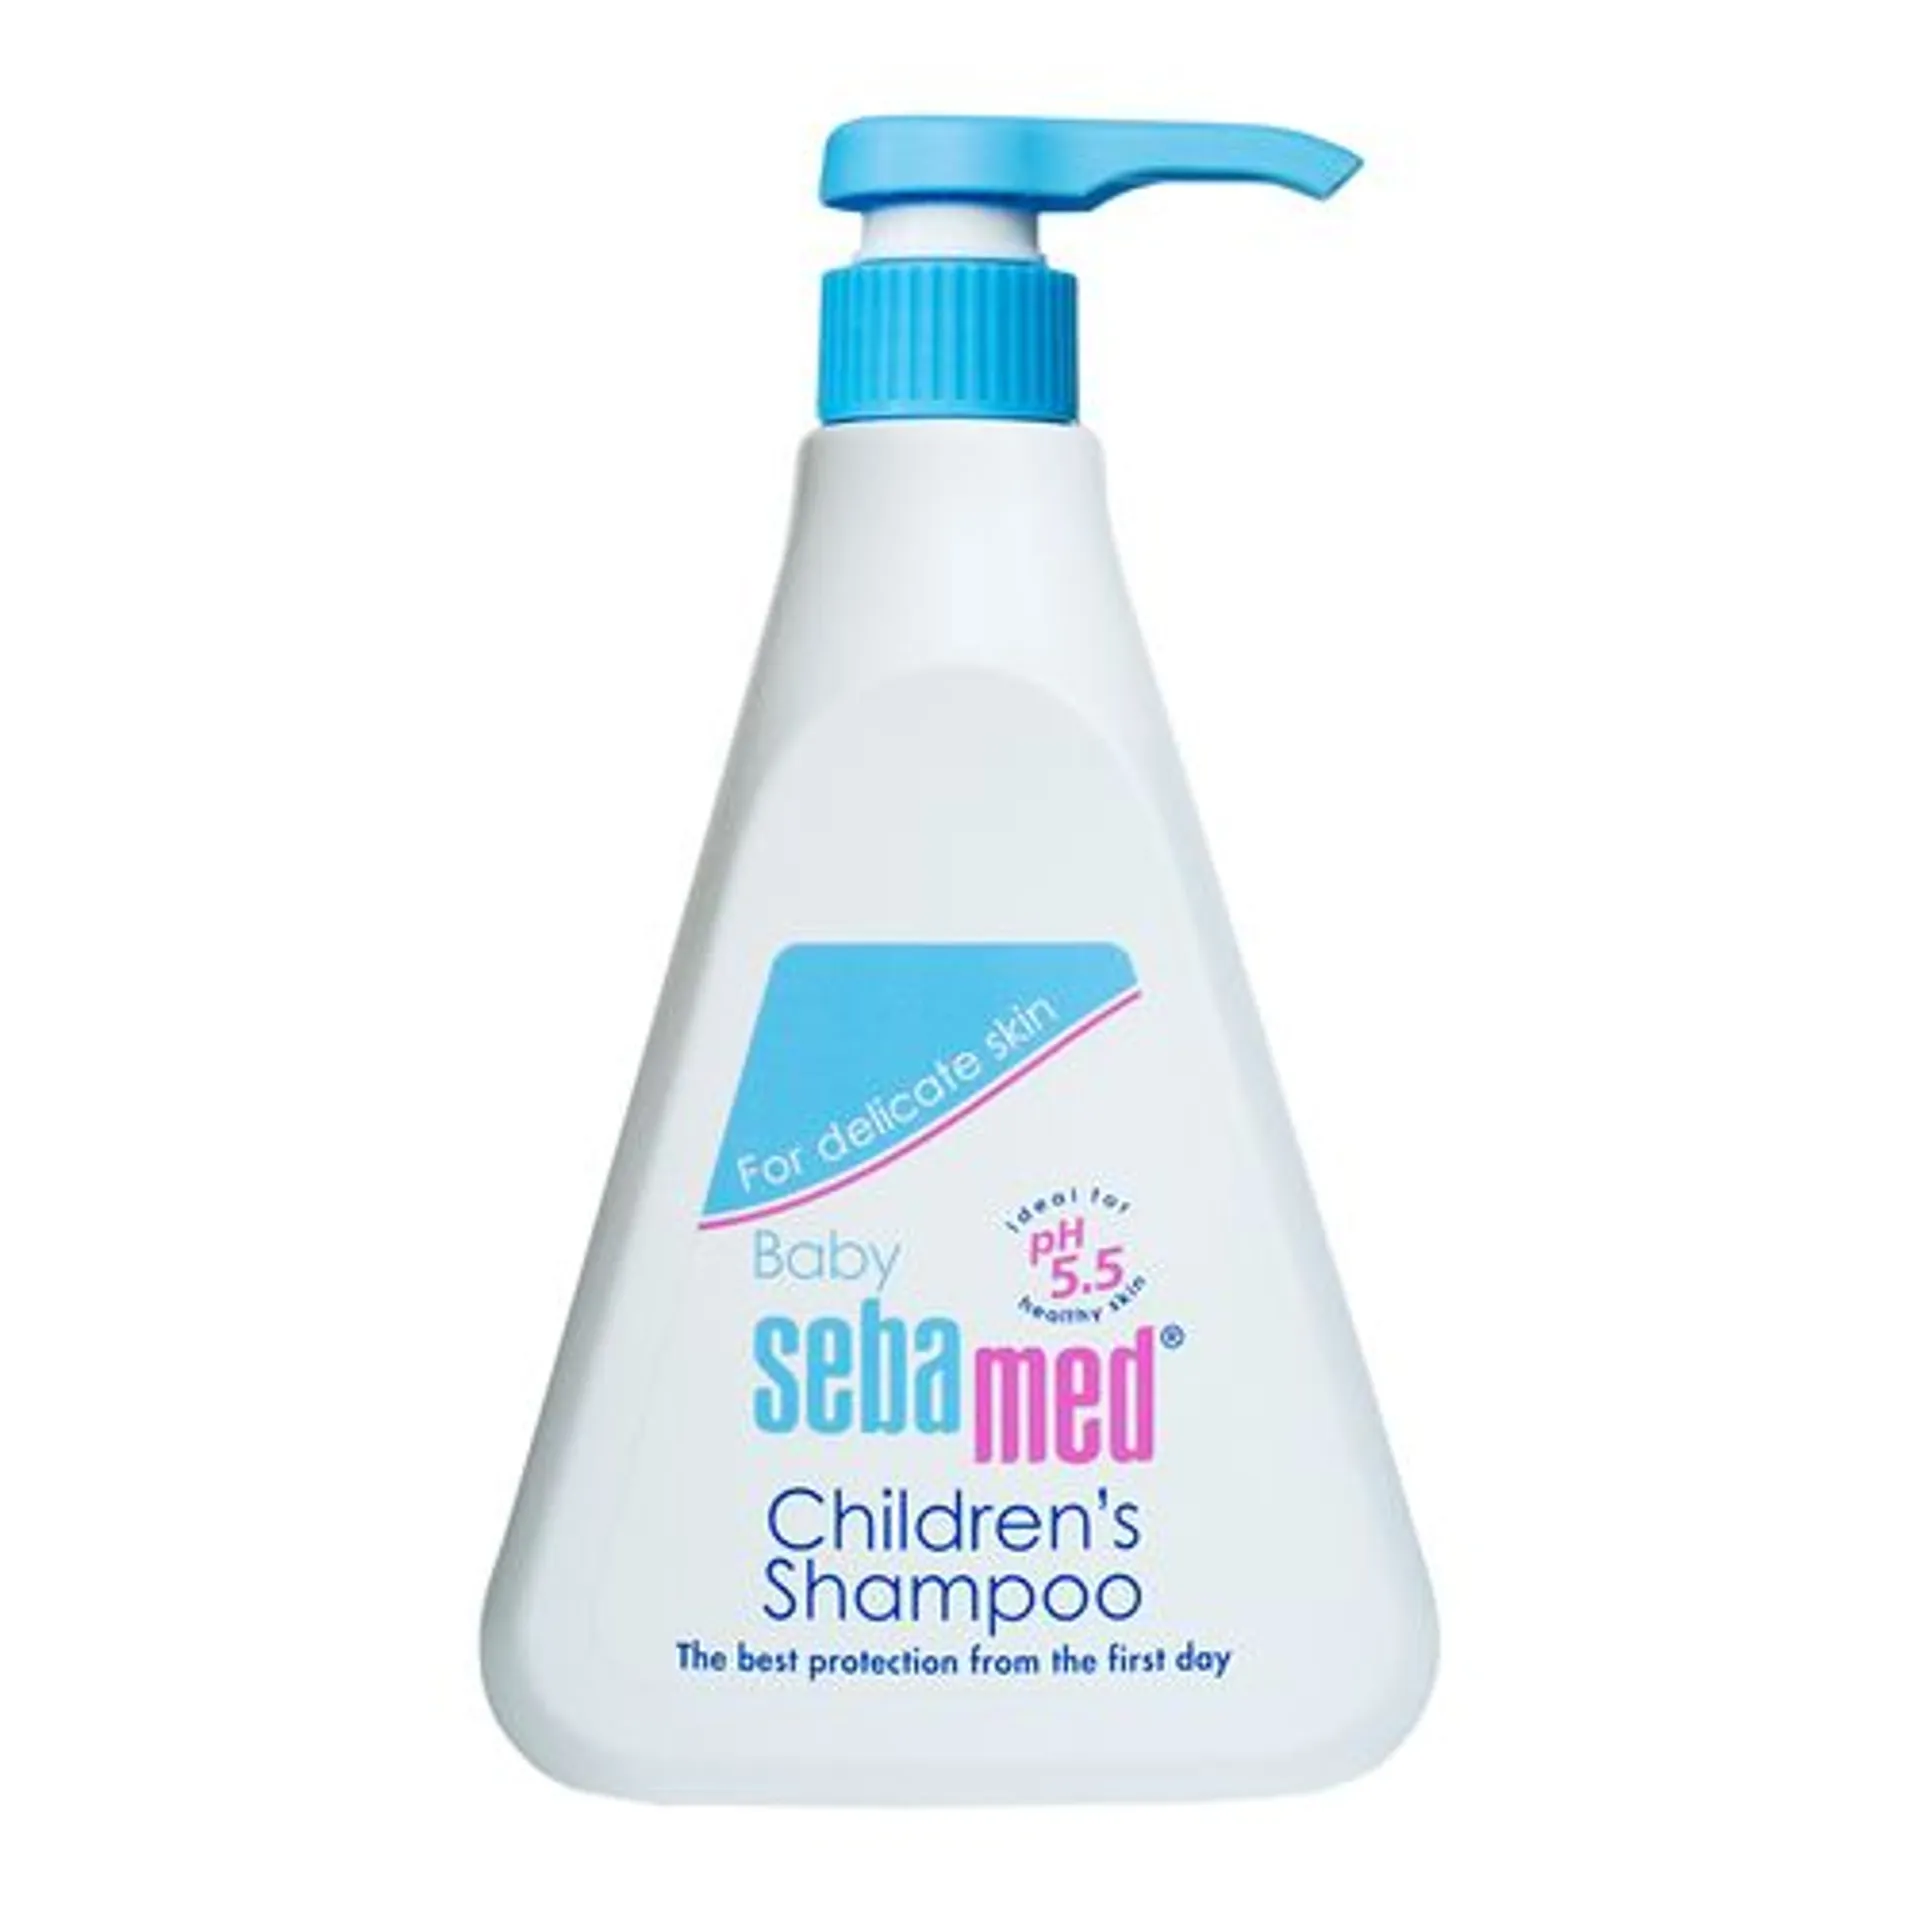 For delicate skin
Baby
ideal for
pH
5.5
healthy skin
sebamed®
Children's
Shampoo
The best protection from the first day